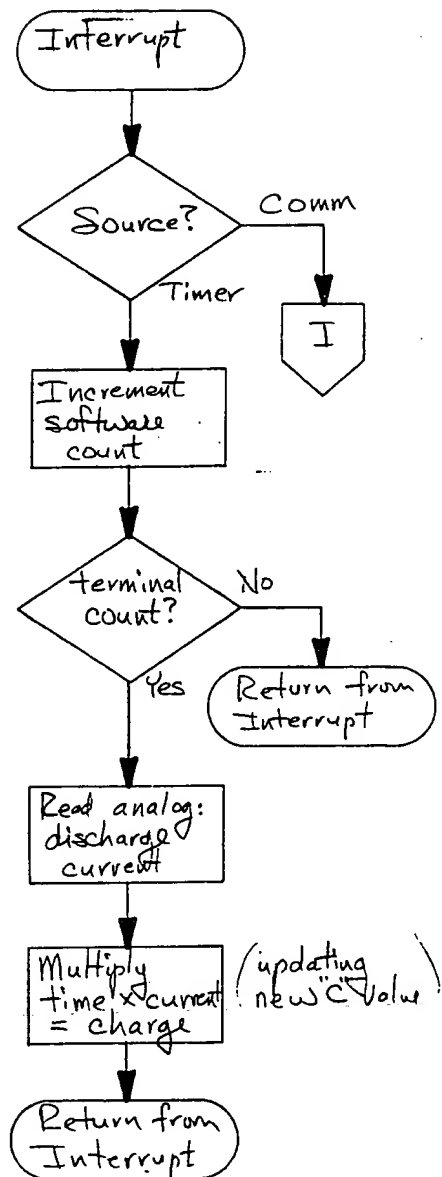 Interrupt
Source?
Comm
Timer
I
Increment
software
count
terminal
count?
No
Yes
Return from
Interrupt
Read analog:
discharge
current
Multiply
time × current
= charge
(updating
new "C" value)
Return from
Interrupt